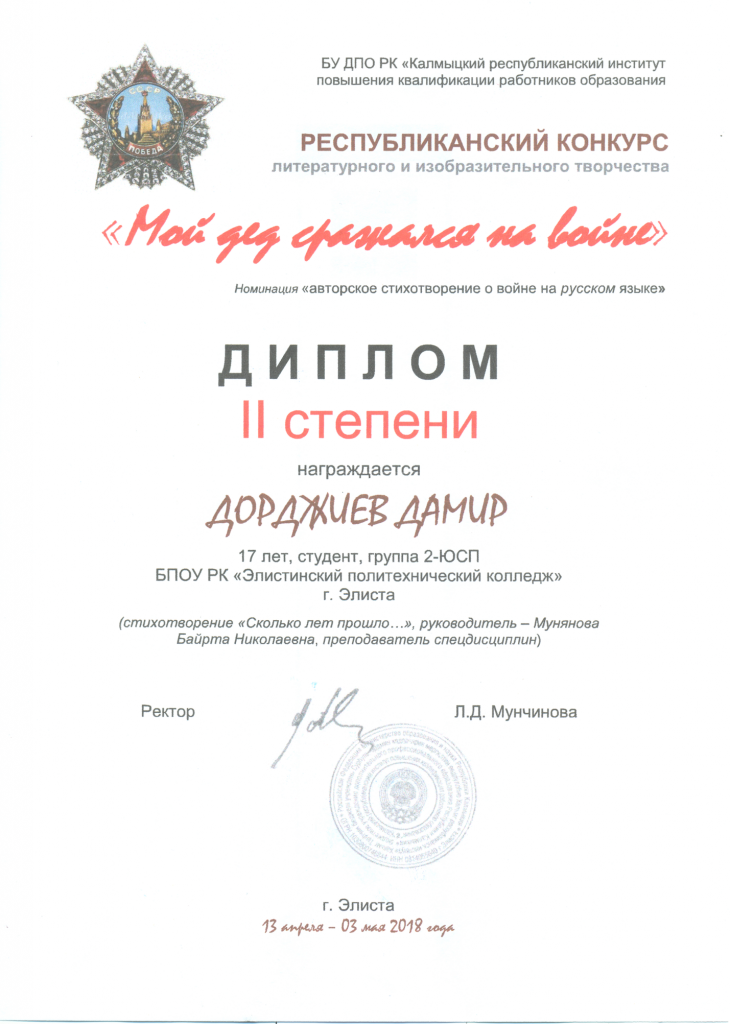 БУ ДПО РК «Калмыцкий республиканский институт
повышения квалификации работников образования
СССР
ПОБЕДА
РЕСПУБЛИКАНСКИЙ КОНКУРС
литературного и изобразительного творчества
«Мой дед сражался на войне»
Номинация «авторское стихотворение о войне на русском языке»
ДИПЛОМ
II степени
награждается
ДОРДЖИЕВ ДАМИР
17 лет, студент, группа 2-ЮСП
БПОУ РК «Элистинский политехнический колледж»
г. Элиста
(стихотворение «Сколько лет прошло…», руководитель – Мунянова
Байрта Николаевна, преподаватель спецдисциплин)
Ректор
Л.Д. Мунчинова
г. Элиста
13 апреля – 03 мая 2018 года